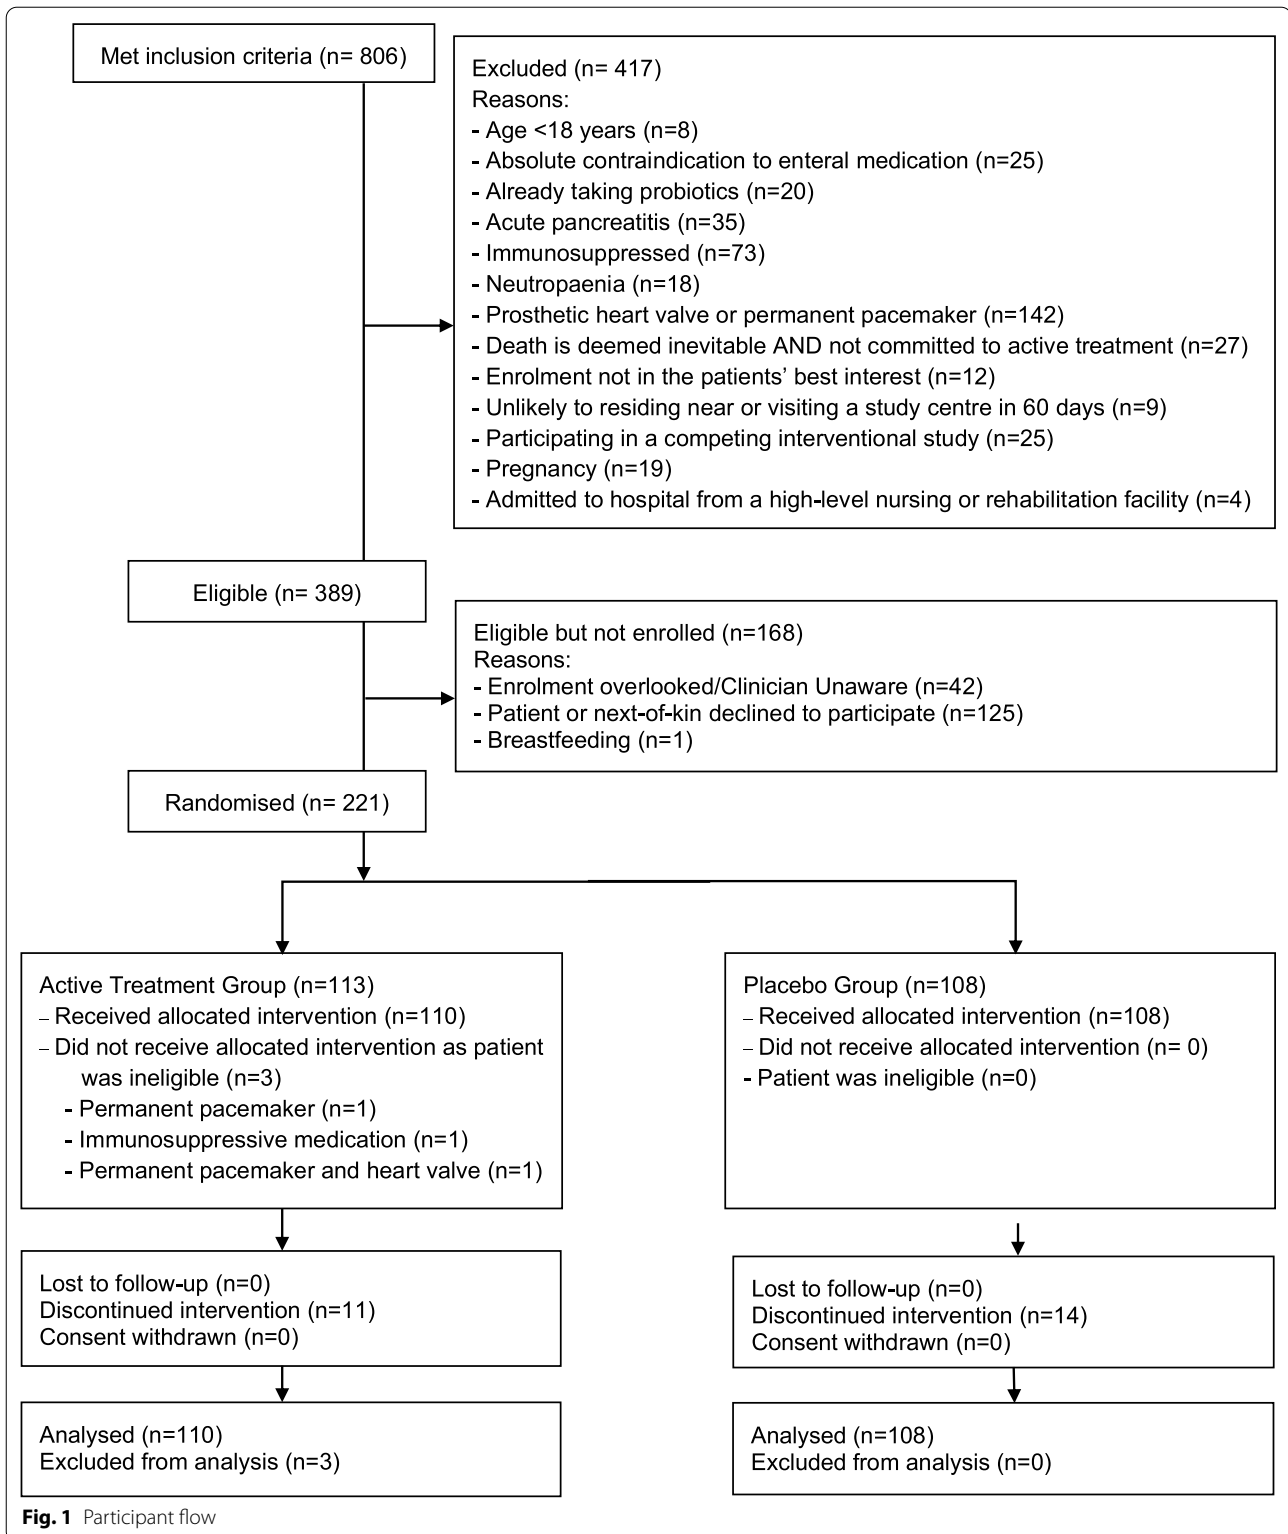 Met inclusion criteria (n= 806)
Excluded (n= 417)
Reasons:
- Age <18 years (n=8)
- Absolute contraindication to enteral medication (n=25)
- Already taking probiotics (n=20)
- Acute pancreatitis (n=35)
- Immunosuppressed (n=73)
- Neutropaenia (n=18)
- Prosthetic heart valve or permanent pacemaker (n=142)
- Death is deemed inevitable AND not committed to active treatment (n=27)
- Enrolment not in the patients’ best interest (n=12)
- Unlikely to residing near or visiting a study centre in 60 days (n=9)
- Participating in a competing interventional study (n=25)
- Pregnancy (n=19)
- Admitted to hospital from a high-level nursing or rehabilitation facility (n=4)
Eligible (n= 389)
Eligible but not enrolled (n=168)
Reasons:
- Enrolment overlooked/Clinician Unaware (n=42)
- Patient or next-of-kin declined to participate (n=125)
- Breastfeeding (n=1)
Randomised (n= 221)
Active Treatment Group (n=113)
– Received allocated intervention (n=110)
– Did not receive allocated intervention as patient
was ineligible (n=3)
- Permanent pacemaker (n=1)
- Immunosuppressive medication (n=1)
- Permanent pacemaker and heart valve (n=1)
Placebo Group (n=108)
– Received allocated intervention (n=108)
– Did not receive allocated intervention (n= 0)
- Patient was ineligible (n=0)
Lost to follow-up (n=0)
Discontinued intervention (n=11)
Consent withdrawn (n=0)
Lost to follow-up (n=0)
Discontinued intervention (n=14)
Consent withdrawn (n=0)
Analysed (n=110)
Excluded from analysis (n=3)
Analysed (n=108)
Excluded from analysis (n=0)
Fig. 1 Participant flow